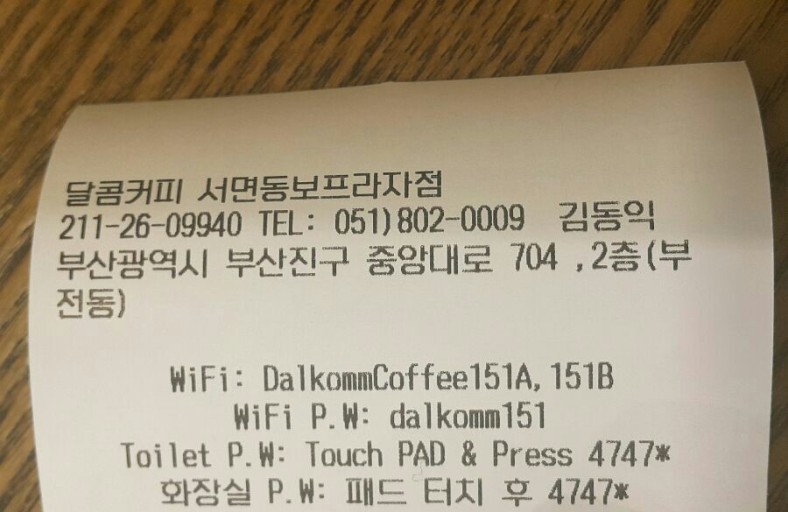 달콤커피 서면동보프라자점
211-26-09940 TEL: 051)802-0009 김동익
부산광역시 부산진구 중앙대로 704 ,2층(부
전동)
WiFi: DalkommCoffee151A,151B
WiFi P.W: dalkomm151
Toilet P.W: Touch PAD & Press 4747*
화장실 P.W: 패드 터치 후 4747*